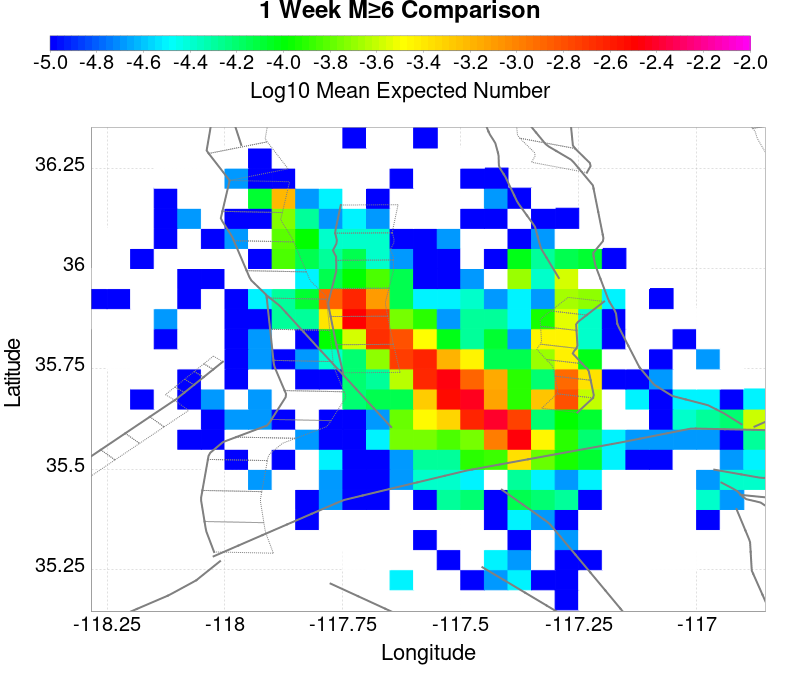 1 Week M≥6 Comparison
-5.0 -4.8 -4.6 -4.4 -4.2 -4.0 -3.8 -3.6 -3.4 -3.2 -3.0 -2.8 -2.6 -2.4 -2.2 -2.0
Log10 Mean Expected Number
36.25
36
35.75
35.5
35.25
Latitude
-118.25 -118 -117.75 -117.5 -117.25 -117
Longitude